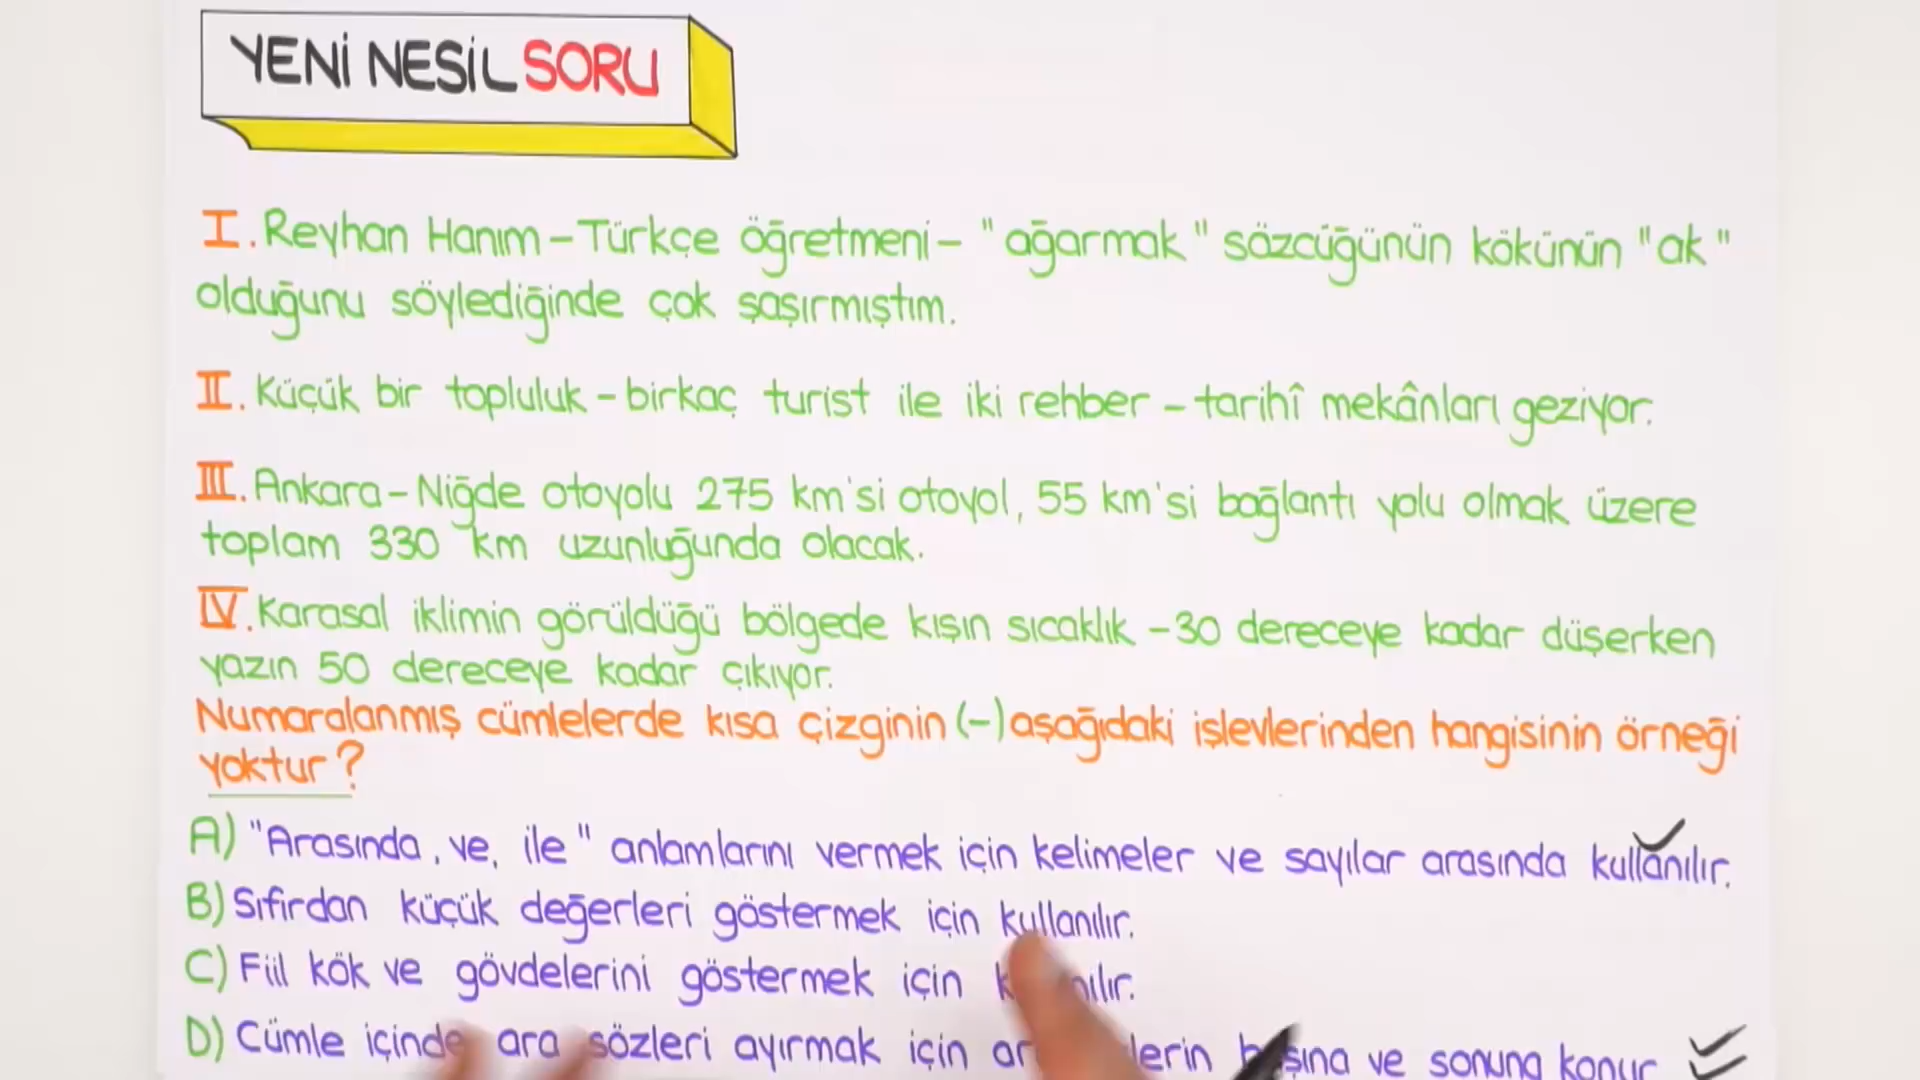 YENİ NESİL SORU
I. Reyhan Hanım – Türkçe öğretmeni – "ağarmak" sözcüğünün kökünün "ak"
olduğunu söylediğinde çok şaşırmıştım.
II. Küçük bir topluluk – birkaç turist ile iki rehber – tarihî mekânları geziyor.
III. Ankara – Niğde otoyolu 275 km'si otoyol, 55 km'si bağlantı yolu olmak üzere
toplam 330 km uzunluğunda olacak.
IV. Karasal iklimin görüldüğü bölgede kışın sıcaklık –30 dereceye kadar düşerken
yazın 50 dereceye kadar çıkıyor.
Numaralanmış cümlelerde kısa çizginin (–) aşağıdaki işlevlerinden hangisinin örneği
yoktur?
A) "Arasında, ve, ile" anlamlarını vermek için kelimeler ve sayılar arasında kullanılır.
B) Sıfırdan küçük değerleri göstermek için kullanılır.
C) Fiil kök ve gövdelerini göstermek için
D) Cümle içinde ara sözleri ayırmak için ve sonuna konur